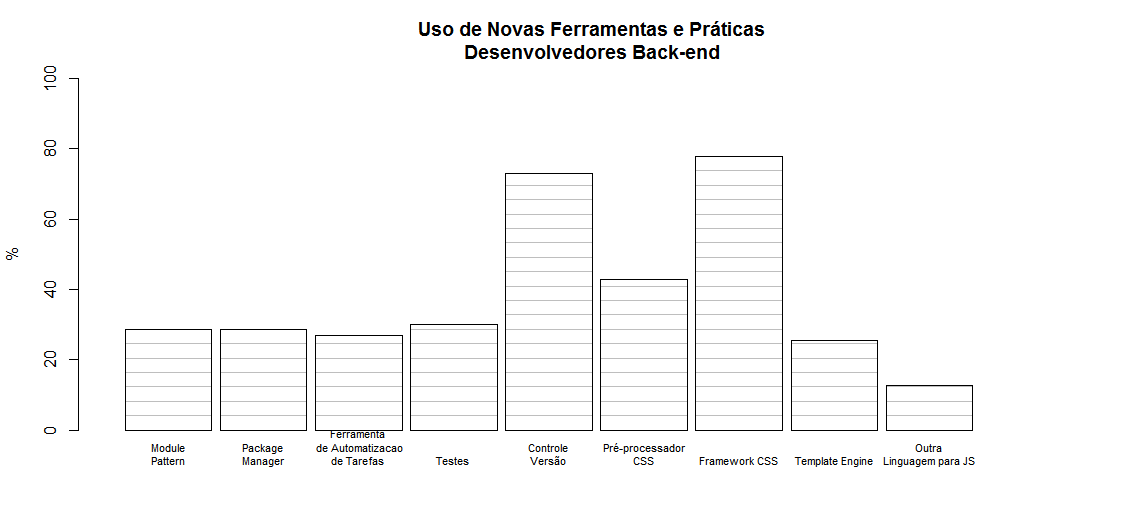 Uso de Novas Ferramentas e Práticas
Desenvolvedores Back-end
%
100
80
60
40
20
0
Module
Pattern
Package
Manager
Ferramenta
de Automatizacao
de Tarefas
Testes
Controle
Versão
Pré-processador
CSS
Framework CSS
Template Engine
Outra
Linguagem para JS